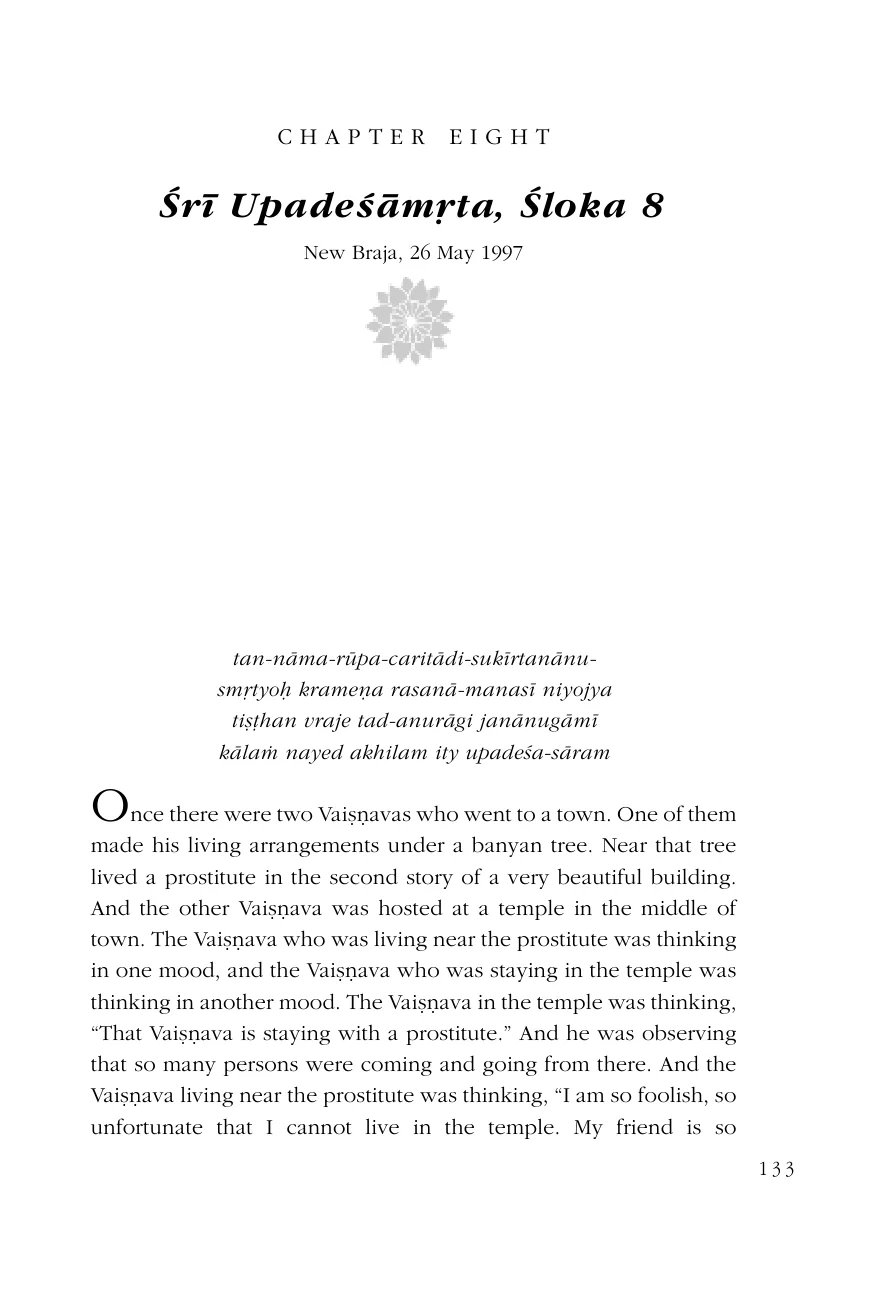 CHAPTER EIGHT
Śrī Upadeśāmṛta, Śloka 8
New Braja, 26 May 1997
tan-nāma-rūpa-caritādi-sukīrtanānu-
smṛtyoḥ krameṇa rasanā-manasī niyojya
tiṣṭhan vraje tad-anurāgi janānugāmī
kālaṁ nayed akhilam ity upadeśa-sāram
Once there were two Vaiṣṇavas who went to a town. One of them
made his living arrangements under a banyan tree. Near that tree
lived a prostitute in the second story of a very beautiful building.
And the other Vaiṣṇava was hosted at a temple in the middle of
town. The Vaiṣṇava who was living near the prostitute was thinking
in one mood, and the Vaiṣṇava who was staying in the temple was
thinking in another mood. The Vaiṣṇava in the temple was thinking,
“That Vaiṣṇava is staying with a prostitute.” And he was observing
that so many persons were coming and going from there. And the
Vaiṣṇava living near the prostitute was thinking, “I am so foolish, so
unfortunate that I cannot live in the temple. My friend is so
133